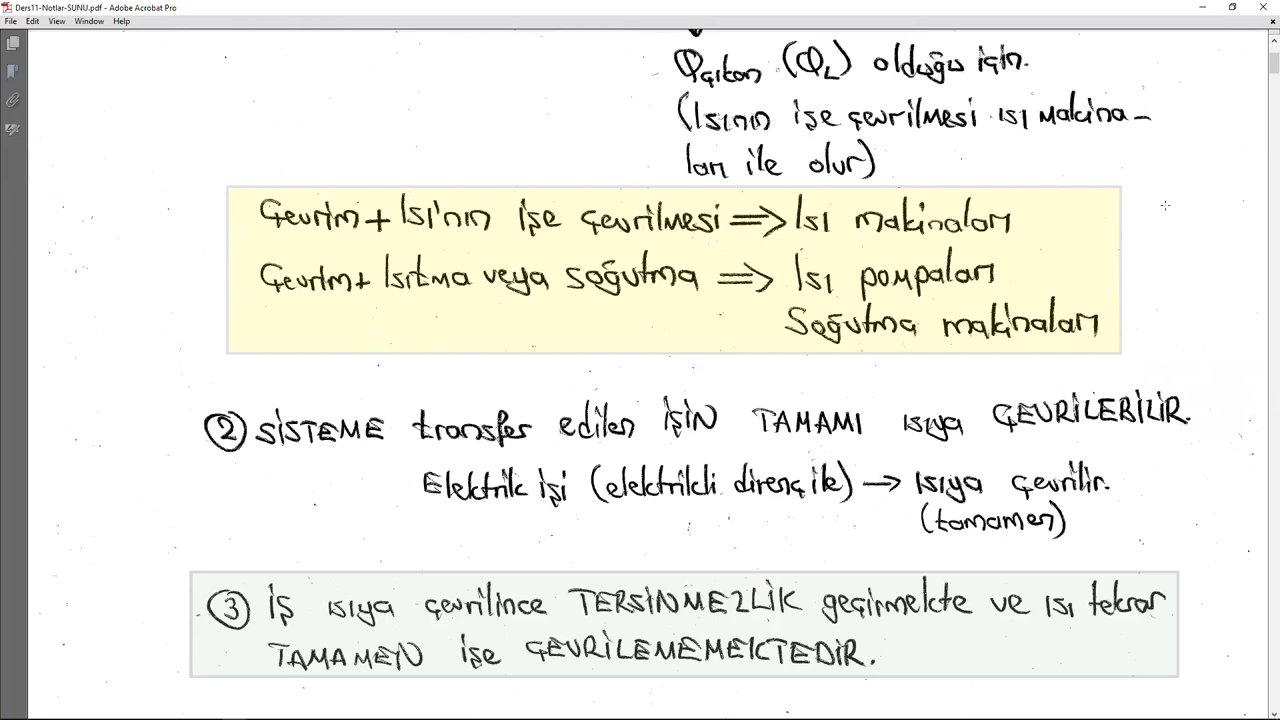 Ders11-Notlar-SUNU.pdf - Adobe Acrobat Pro
File Edit View Window Help
Qçıkan (QL) olduğu için.
(Isının işe çevrilmesi ısı makina-
ları ile olur)
Çevrim + Isı'nın işe çevrilmesi ⟹ Isı makinaları
Çevrim + Isıtma veya soğutma ⟹ Isı pompaları
Soğutma makinaları
② SİSTEME transfer edilen İŞİN TAMAMI ısıya ÇEVRİLEBİLİR.
Elektrik işi (elektrikli direnç ile) → ısıya çevrilir.
(tamamen)
③ İş ısıya çevrilince TERSİNMEZLİK geçirmekte ve ısı tekrar
TAMAMEN işe ÇEVRİLEMEMEKTEDİR.